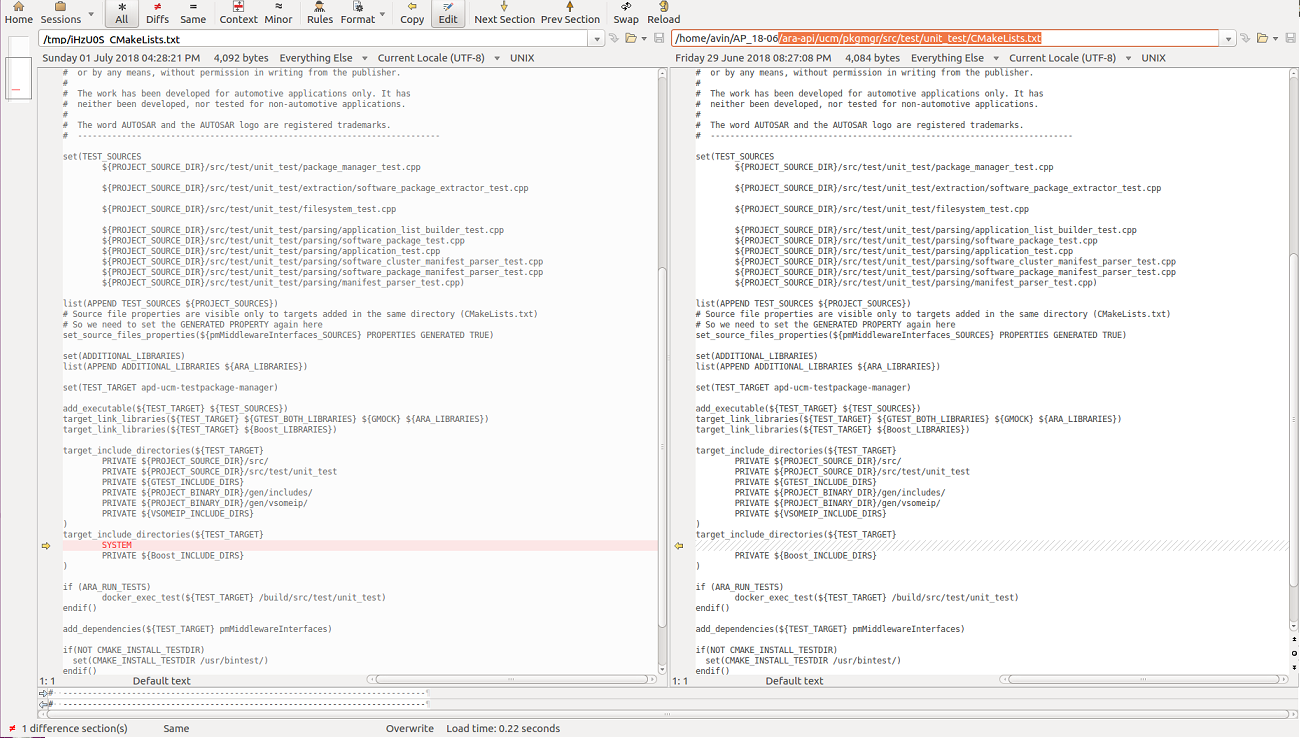 Home Sessions All Diffs Same Context Minor Rules Format Copy Edit Next Section Prev Section Swap Reload
/tmp/iHzU0S CMakeLists.txt
/home/avin/AP_18-06/ara-api/ucm/pkgmgr/src/test/unit_test/CMakeLists.txt
Sunday 01 July 2018 04:28:21 PM 4,092 bytes Everything Else Current Locale (UTF-8) UNIX
Friday 29 June 2018 08:27:08 PM 4,084 bytes Everything Else Current Locale (UTF-8) UNIX
# or by any means, without permission in writing from the publisher.
#
# The work has been developed for automotive applications only. It has
# neither been developed, nor tested for non-automotive applications.
#
# The word AUTOSAR and the AUTOSAR logo are registered trademarks.
# --------------------------------------------------------------------------
set(TEST_SOURCES
${PROJECT_SOURCE_DIR}/src/test/unit_test/package_manager_test.cpp
${PROJECT_SOURCE_DIR}/src/test/unit_test/extraction/software_package_extractor_test.cpp
${PROJECT_SOURCE_DIR}/src/test/unit_test/filesystem_test.cpp
${PROJECT_SOURCE_DIR}/src/test/unit_test/parsing/application_list_builder_test.cpp
${PROJECT_SOURCE_DIR}/src/test/unit_test/parsing/software_package_test.cpp
${PROJECT_SOURCE_DIR}/src/test/unit_test/parsing/application_test.cpp
${PROJECT_SOURCE_DIR}/src/test/unit_test/parsing/software_cluster_manifest_parser_test.cpp
${PROJECT_SOURCE_DIR}/src/test/unit_test/parsing/software_package_manifest_parser_test.cpp
${PROJECT_SOURCE_DIR}/src/test/unit_test/parsing/manifest_parser_test.cpp)
list(APPEND TEST_SOURCES ${PROJECT_SOURCES})
# Source file properties are visible only to targets added in the same directory (CMakeLists.txt)
# So we need to set the GENERATED PROPERTY again here
set_source_files_properties(${pmMiddlewareInterfaces_SOURCES} PROPERTIES GENERATED TRUE)
set(ADDITIONAL_LIBRARIES)
list(APPEND ADDITIONAL_LIBRARIES ${ARA_LIBRARIES})
set(TEST_TARGET apd-ucm-testpackage-manager)
add_executable(${TEST_TARGET} ${TEST_SOURCES})
target_link_libraries(${TEST_TARGET} ${GTEST_BOTH_LIBRARIES} ${GMOCK} ${ARA_LIBRARIES})
target_link_libraries(${TEST_TARGET} ${Boost_LIBRARIES})
target_include_directories(${TEST_TARGET}
PRIVATE ${PROJECT_SOURCE_DIR}/src/
PRIVATE ${PROJECT_SOURCE_DIR}/src/test/unit_test
PRIVATE ${GTEST_INCLUDE_DIRS}
PRIVATE ${PROJECT_BINARY_DIR}/gen/includes/
PRIVATE ${PROJECT_BINARY_DIR}/gen/vsomeip/
PRIVATE ${VSOMEIP_INCLUDE_DIRS}
)
target_include_directories(${TEST_TARGET}
SYSTEM
PRIVATE ${Boost_INCLUDE_DIRS}
)
if (ARA_RUN_TESTS)
docker_exec_test(${TEST_TARGET} /build/src/test/unit_test)
endif()
add_dependencies(${TEST_TARGET} pmMiddlewareInterfaces)
if(NOT CMAKE_INSTALL_TESTDIR)
set(CMAKE_INSTALL_TESTDIR /usr/bintest/)
endif()
1: 1 Default text
# or by any means, without permission in writing from the publisher.
#
# The work has been developed for automotive applications only. It has
# neither been developed, nor tested for non-automotive applications.
#
# The word AUTOSAR and the AUTOSAR logo are registered trademarks.
# --------------------------------------------------------------------------
set(TEST_SOURCES
${PROJECT_SOURCE_DIR}/src/test/unit_test/package_manager_test.cpp
${PROJECT_SOURCE_DIR}/src/test/unit_test/extraction/software_package_extractor_test.cpp
${PROJECT_SOURCE_DIR}/src/test/unit_test/filesystem_test.cpp
${PROJECT_SOURCE_DIR}/src/test/unit_test/parsing/application_list_builder_test.cpp
${PROJECT_SOURCE_DIR}/src/test/unit_test/parsing/software_package_test.cpp
${PROJECT_SOURCE_DIR}/src/test/unit_test/parsing/application_test.cpp
${PROJECT_SOURCE_DIR}/src/test/unit_test/parsing/software_cluster_manifest_parser_test.cpp
${PROJECT_SOURCE_DIR}/src/test/unit_test/parsing/software_package_manifest_parser_test.cpp
${PROJECT_SOURCE_DIR}/src/test/unit_test/parsing/manifest_parser_test.cpp)
list(APPEND TEST_SOURCES ${PROJECT_SOURCES})
# Source file properties are visible only to targets added in the same directory (CMakeLists.txt)
# So we need to set the GENERATED PROPERTY again here
set_source_files_properties(${pmMiddlewareInterfaces_SOURCES} PROPERTIES GENERATED TRUE)
set(ADDITIONAL_LIBRARIES)
list(APPEND ADDITIONAL_LIBRARIES ${ARA_LIBRARIES})
set(TEST_TARGET apd-ucm-testpackage-manager)
add_executable(${TEST_TARGET} ${TEST_SOURCES})
target_link_libraries(${TEST_TARGET} ${GTEST_BOTH_LIBRARIES} ${GMOCK} ${ARA_LIBRARIES})
target_link_libraries(${TEST_TARGET} ${Boost_LIBRARIES})
target_include_directories(${TEST_TARGET}
PRIVATE ${PROJECT_SOURCE_DIR}/src/
PRIVATE ${PROJECT_SOURCE_DIR}/src/test/unit_test
PRIVATE ${GTEST_INCLUDE_DIRS}
PRIVATE ${PROJECT_BINARY_DIR}/gen/includes/
PRIVATE ${PROJECT_BINARY_DIR}/gen/vsomeip/
PRIVATE ${VSOMEIP_INCLUDE_DIRS}
)
target_include_directories(${TEST_TARGET}
PRIVATE ${Boost_INCLUDE_DIRS}
)
if (ARA_RUN_TESTS)
docker_exec_test(${TEST_TARGET} /build/src/test/unit_test)
endif()
add_dependencies(${TEST_TARGET} pmMiddlewareInterfaces)
if(NOT CMAKE_INSTALL_TESTDIR)
set(CMAKE_INSTALL_TESTDIR /usr/bintest/)
endif()
1: 1 Default text
# --------------------------------------------------------------------------
# --------------------------------------------------------------------------
1 difference section(s) Same Overwrite Load time: 0.22 seconds